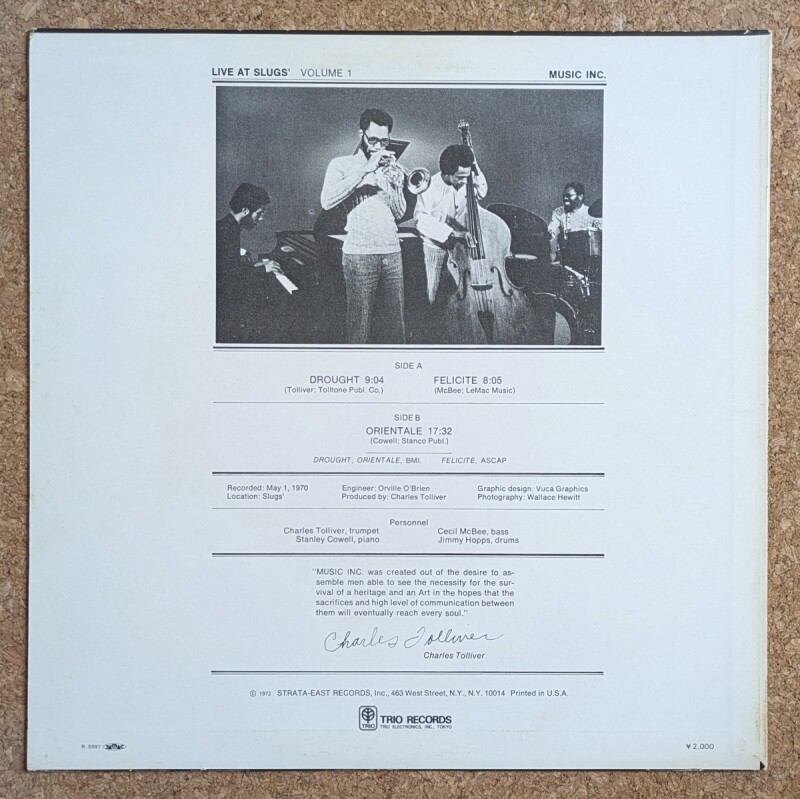 LIVE AT SLUGS' VOLUME 1 MUSIC INC.
SIDE A
DROUGHT 9:04 FELICITE 8:05
(Tolliver; Tolltone Publ. Co.) (McBee; LeMac Music)
SIDE B
ORIENTALE 17:32
(Cowell; Stanco Publ.)
DROUGHT, ORIENTALE, BMI. FELICITE, ASCAP
Recorded: May 1, 1970 Engineer: Orville O'Brien Graphic design: Vuca Graphics
Location: Slugs' Produced by: Charles Tolliver Photography: Wallace Hewitt
Personnel
Charles Tolliver, trumpet Cecil McBee, bass
Stanley Cowell, piano Jimmy Hopps, drums
"MUSIC INC. was created out of the desire to as-
semble men able to see the necessity for the sur-
vival of a heritage and an Art in the hopes that the
sacrifices and high level of communication between
them will eventually reach every soul."
Charles Tolliver
Charles Tolliver
℗ 1972 STRATA-EAST RECORDS, Inc., 463 West Street, N.Y., N.Y. 10014 Printed in U.S.A.
TRIO TRIO RECORDS
TRIO ELECTRONICS, INC., TOKYO
¥2,000